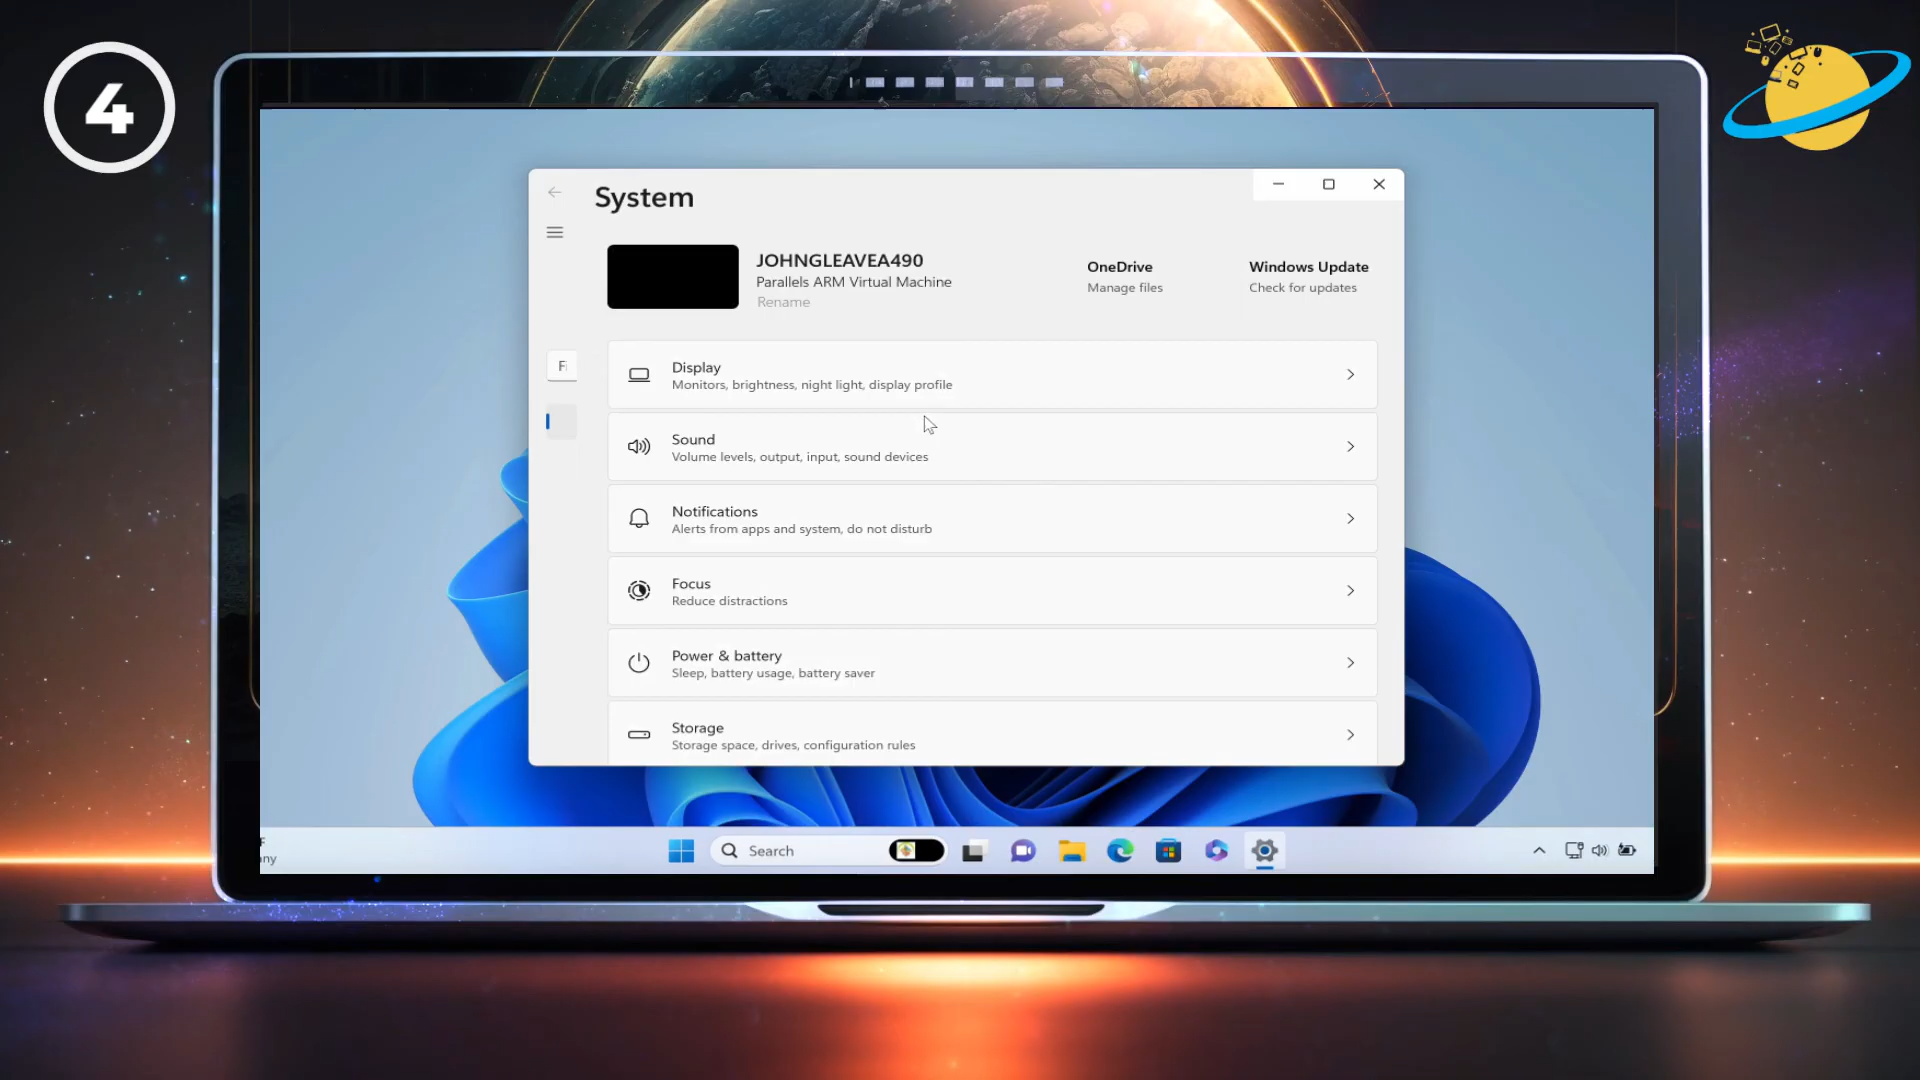 4
System
JOHNGLEAVEA490
Parallels ARM Virtual Machine
Rename
OneDrive
Manage files
Windows Update
Check for updates
F
Display
Monitors, brightness, night light, display profile
Sound
Volume levels, output, input, sound devices
Notifications
Alerts from apps and system, do not disturb
Focus
Reduce distractions
Power & battery
Sleep, battery usage, battery saver
Storage
Storage space, drives, configuration rules
F
ny
Search